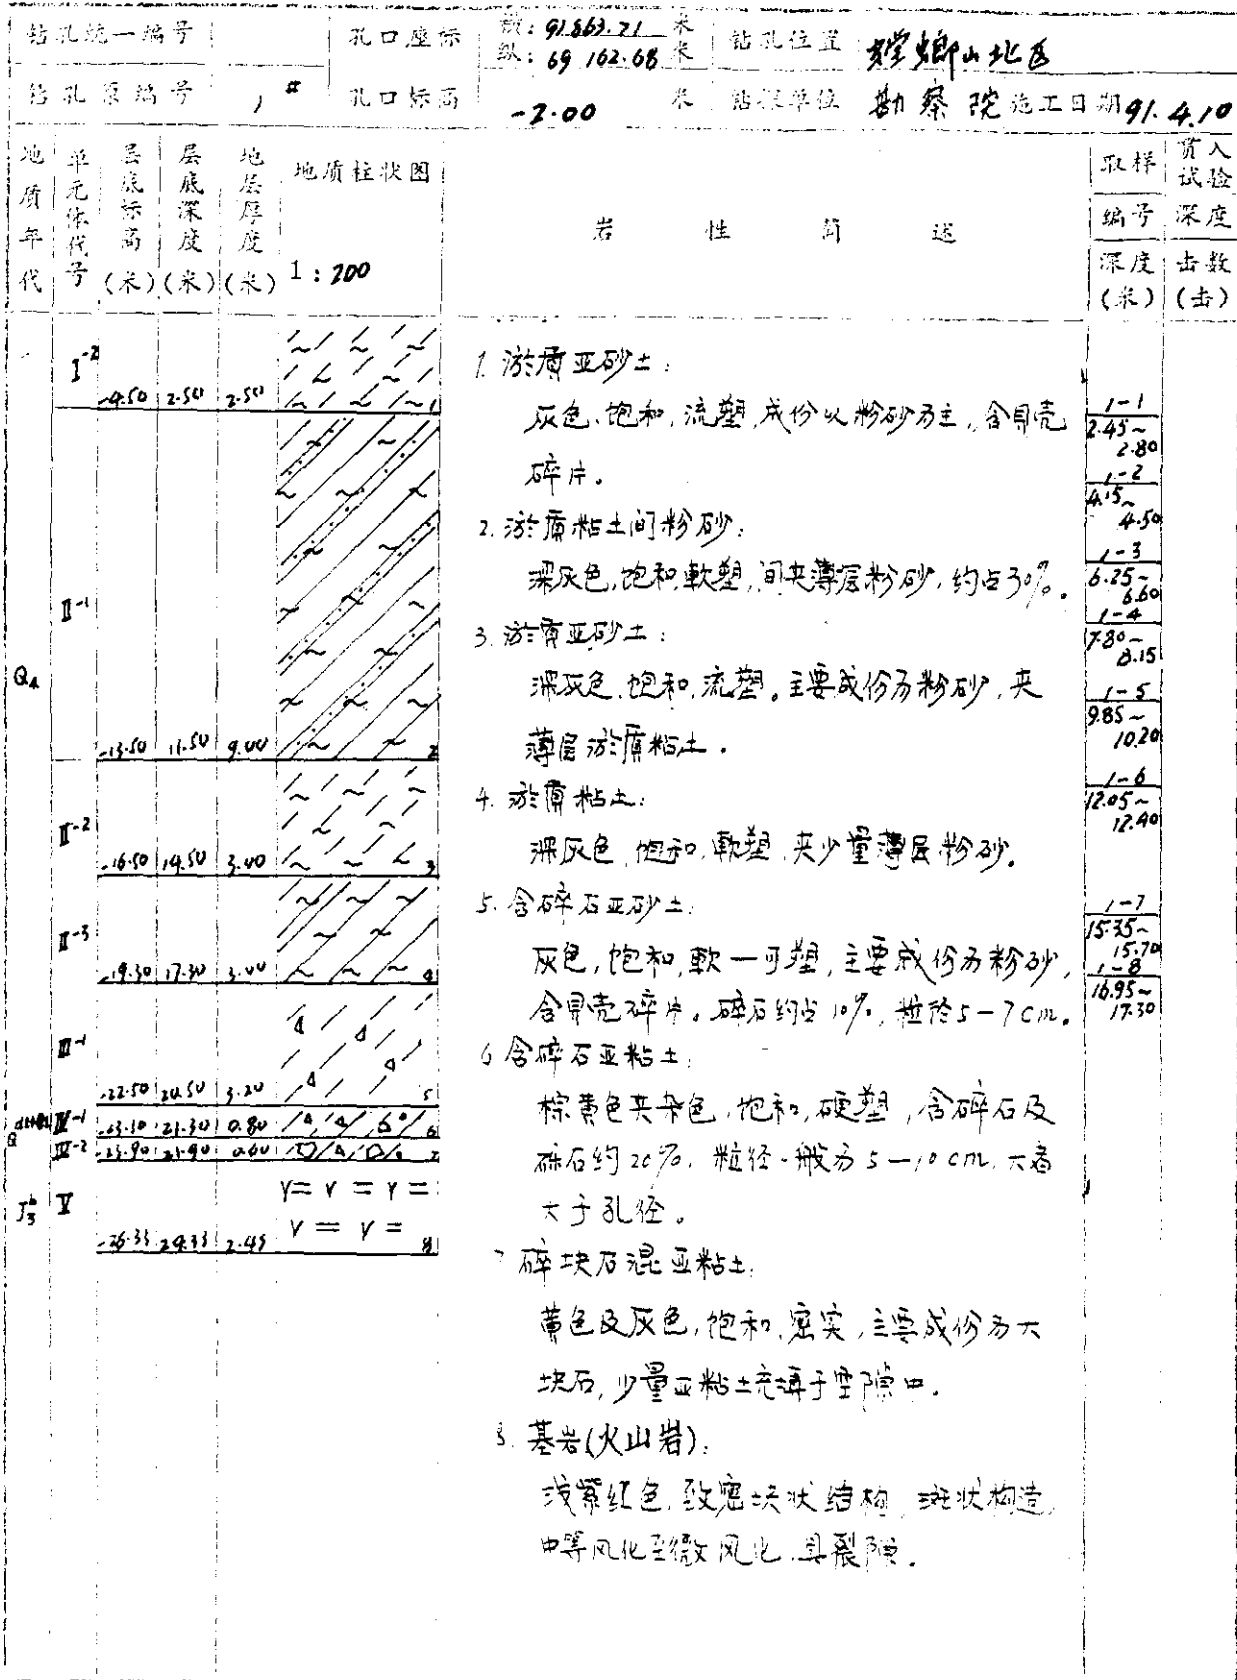 钻孔统一编号 孔口座标 横: 91863.71 米 钻孔位置 螳螂山北区
纵: 69162.68 米
钻孔原编号 1# 孔口标高 -2.00 米 钻探单位 勘察院 施工日期 91.4.10
地质年代 单元体代号 层底标高(米) 层底深度(米) 地层厚度(米) 地质柱状图 1:200 岩性简述 取样编号 深度(米) 贯入试验深度 击数(击)
I-2 -4.50 2.50 2.50 1
Q4 II-1 -13.50 11.50 9.00 2
II-2 -16.50 14.50 3.00 3
II-3 -19.30 17.30 3.00 4
III-1 -22.50 20.50 3.20 5
IV-1 -23.30 21.30 0.80 6
IV-2 -23.90 21.90 0.60 7
J3b V -26.35 24.35 2.45 8
1. 淤质亚砂土:
灰色、饱和,流塑,成份以粉砂为主,含贝壳
碎片。
2. 淤质粘土间粉砂:
深灰色,饱和,軟塑,间夹薄层粉砂,约占30%。
3. 淤质亚砂土:
深灰色,饱和,流塑。主要成份为粉砂,夹
薄层淤质粘土.
4. 淤质粘土:
深灰色,饱和,軟塑,夹少量薄层粉砂.
5. 含碎石亚砂土:
灰色,饱和,軟一可塑,主要成份为粉砂,
含贝壳碎片。碎石约占10%,粒径5-7cm.
6 含碎石亚粘土:
棕黄色夹杂色,饱和,硬塑,含碎石及
砾石约20%.粒径一般为5-10cm,大者
大于孔径。
7 碎块石混亚粘土:
黄色及灰色,饱和,密实,主要成份为大
块石,少量亚粘土充填于空隙中.
8. 基岩(火山岩):
浅紫红色,致密块状结构,斑状构造,
中等风化至微风化,具裂隙.
1-1
2.45~
2.80
1-2
4.15~
4.50
1-3
6.25~
6.60
1-4
7.80~
8.15
1-5
9.85~
10.20
1-6
12.05~
12.40
1-7
15.35~
15.70
1-8
16.95~
17.30